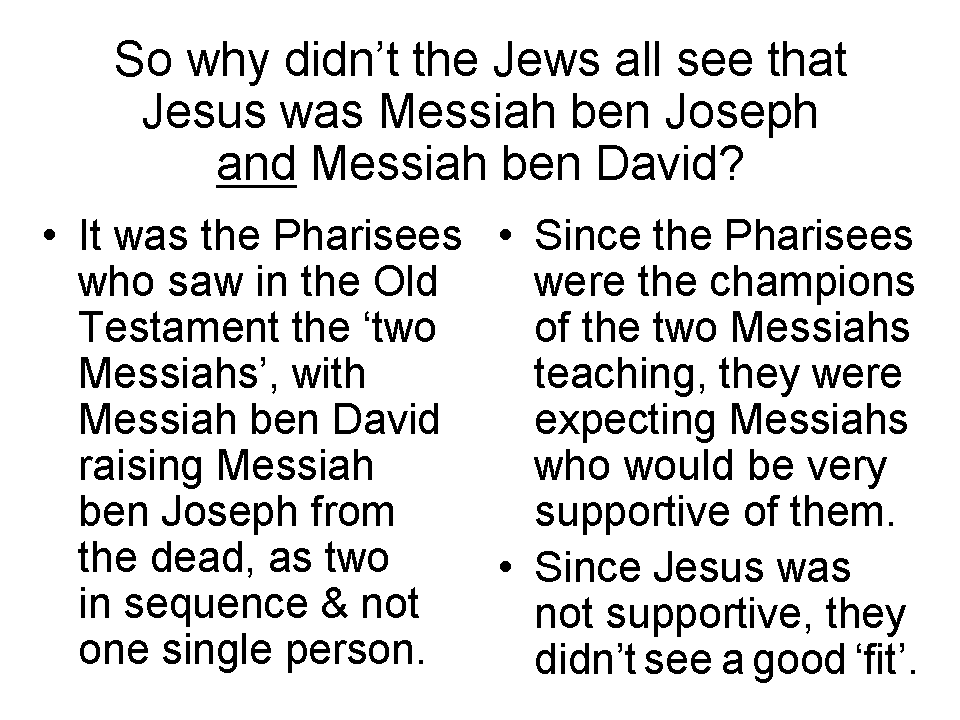 So why didn’t the Jews all see that
Jesus was Messiah ben Joseph
and Messiah ben David?
• It was the Pharisees
who saw in the Old
Testament the ‘two
Messiahs’, with
Messiah ben David
raising Messiah
ben Joseph from
the dead, as two
in sequence & not
one single person.
• Since the Pharisees
were the champions
of the two Messiahs
teaching, they were
expecting Messiahs
who would be very
supportive of them.
• Since Jesus was
not supportive, they
didn’t see a good ‘fit’.